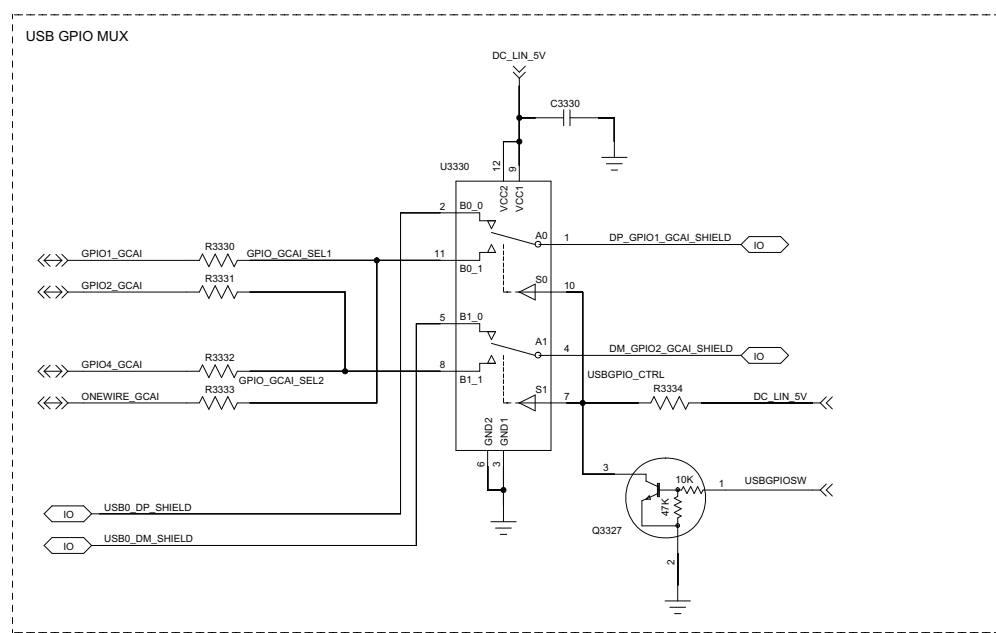 USB GPIO MUX
DC_LIN_5V
C3330
U3330
12
9
VCC2
VCC1
2
B0_0
A0
1
DP_GPIO1_GCAI_SHIELD
IO
GPIO1_GCAI
R3330
GPIO_GCAI_SEL1
11
B0_1
GPIO2_GCAI
R3331
S0
10
5
B1_0
A1
4
DM_GPIO2_GCAI_SHIELD
IO
GPIO4_GCAI
R3332
GPIO_GCAI_SEL2
8
B1_1
USBGPIO_CTRL
ONEWIRE_GCAI
R3333
S1
7
R3334
DC_LIN_5V
GND2
GND1
6
3
3
10K
1
USBGPIOSW
47K
Q3327
2
IO
USB0_DP_SHIELD
IO
USB0_DM_SHIELD